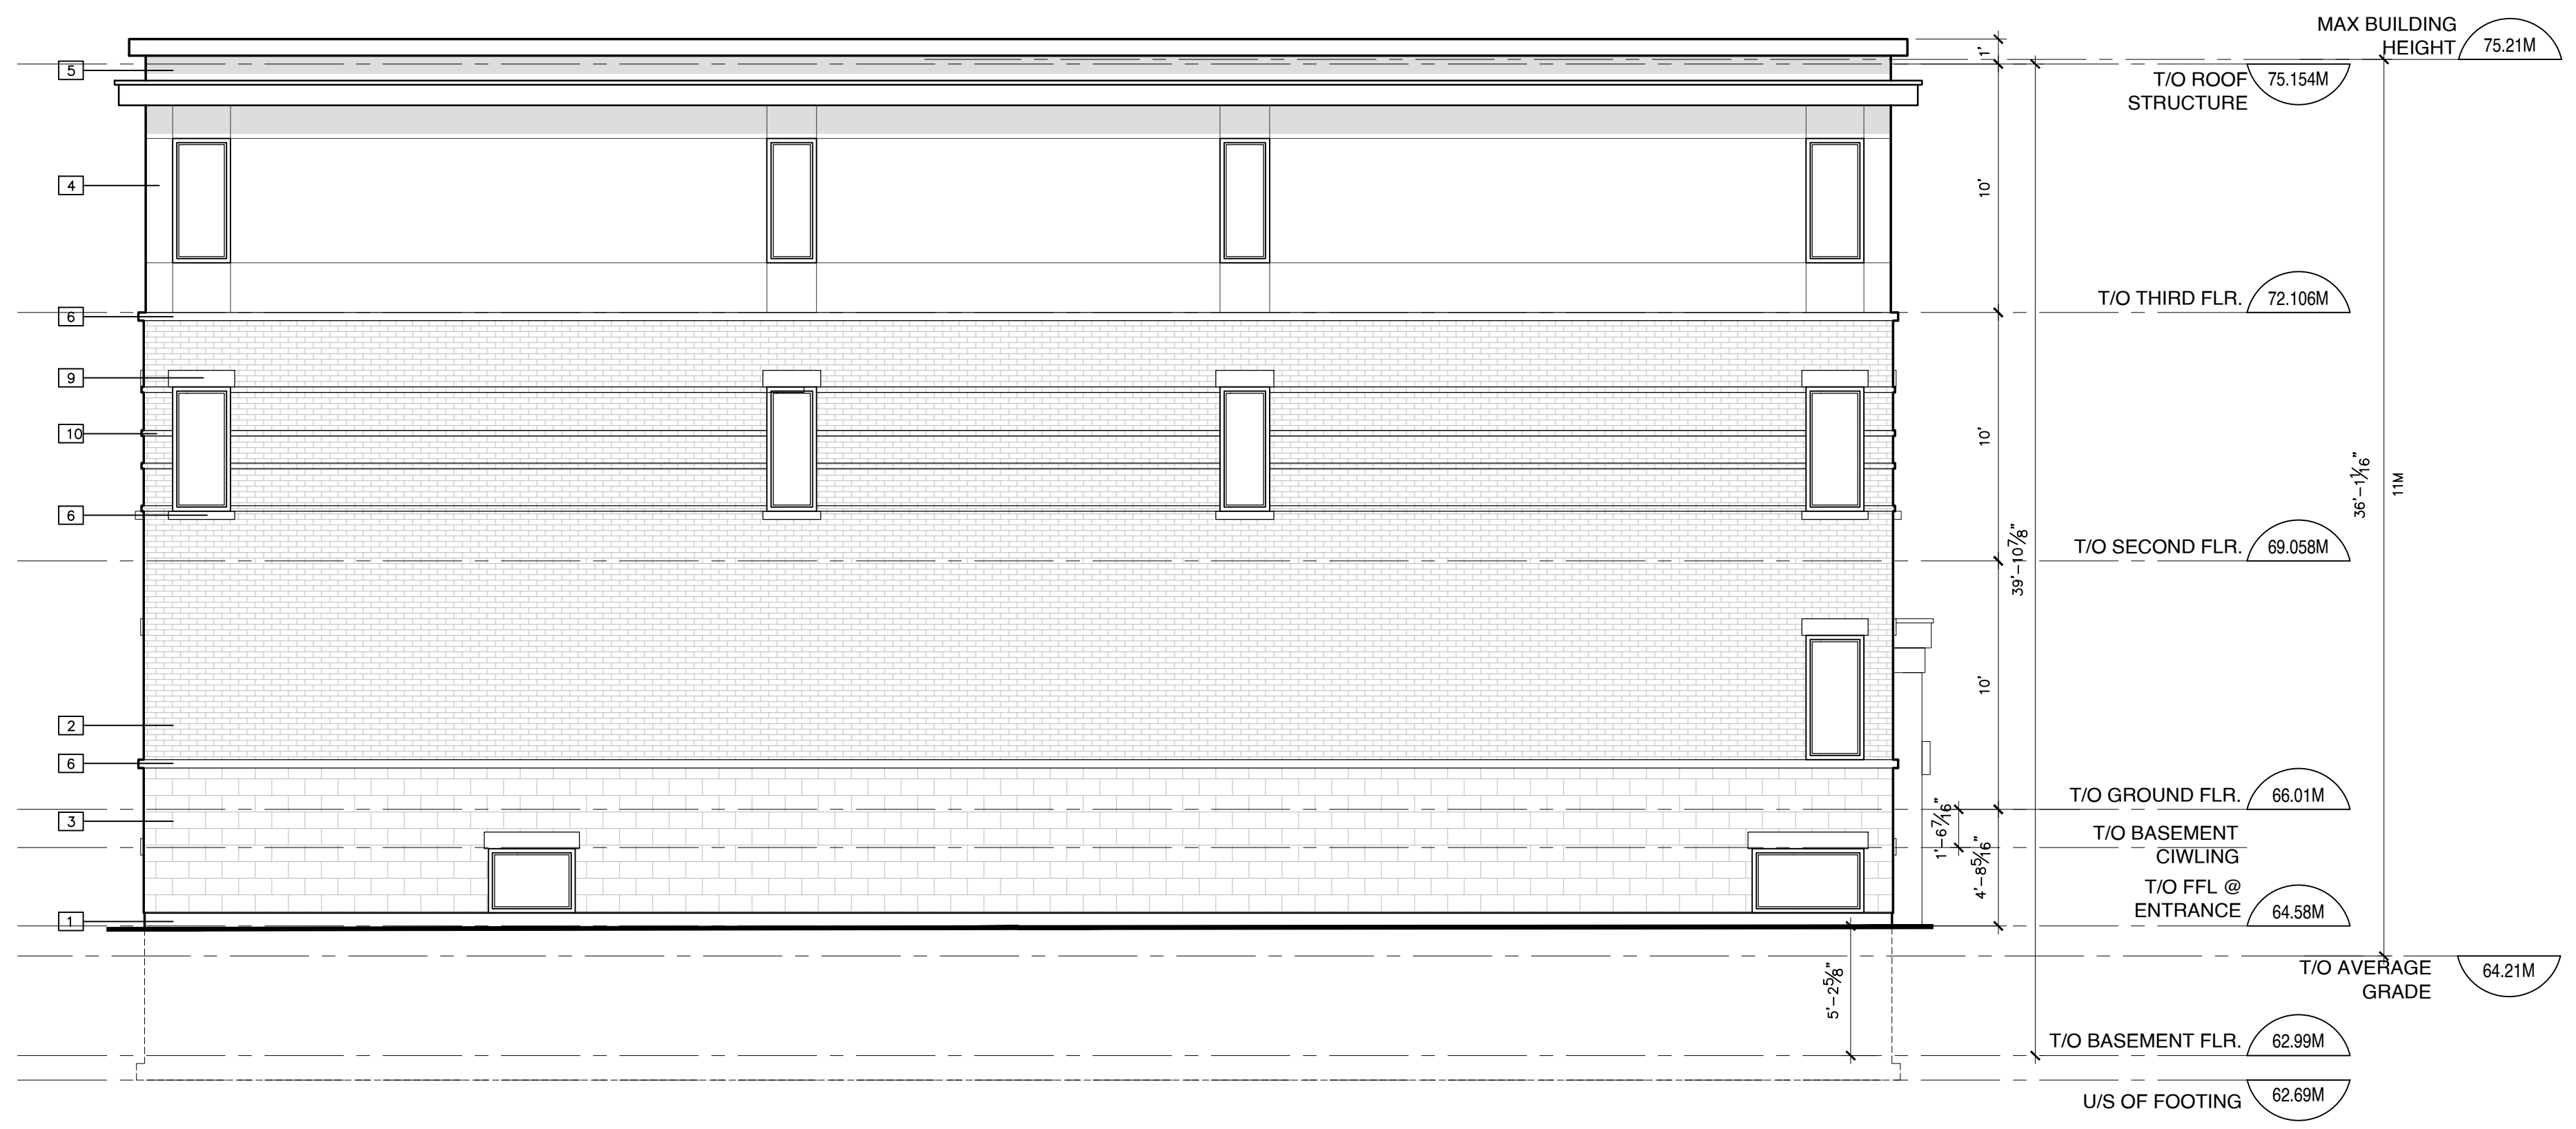 MAX BUILDING
HEIGHT
75.21M
1'
5
T/O ROOF
STRUCTURE
75.154M
4
10'
T/O THIRD FLR.
72.106M
6
9
10
10'
36'-1/16"
11M
6
T/O SECOND FLR.
69.058M
39'-10 7/8"
10'
2
6
T/O GROUND FLR.
66.01M
3
1'-6 7/16"
T/O BASEMENT
CIWLING
4'-8 5/16"
T/O FFL @
ENTRANCE
64.58M
1
T/O AVERAGE
GRADE
64.21M
5'-2 5/8"
T/O BASEMENT FLR.
62.99M
U/S OF FOOTING
62.69M